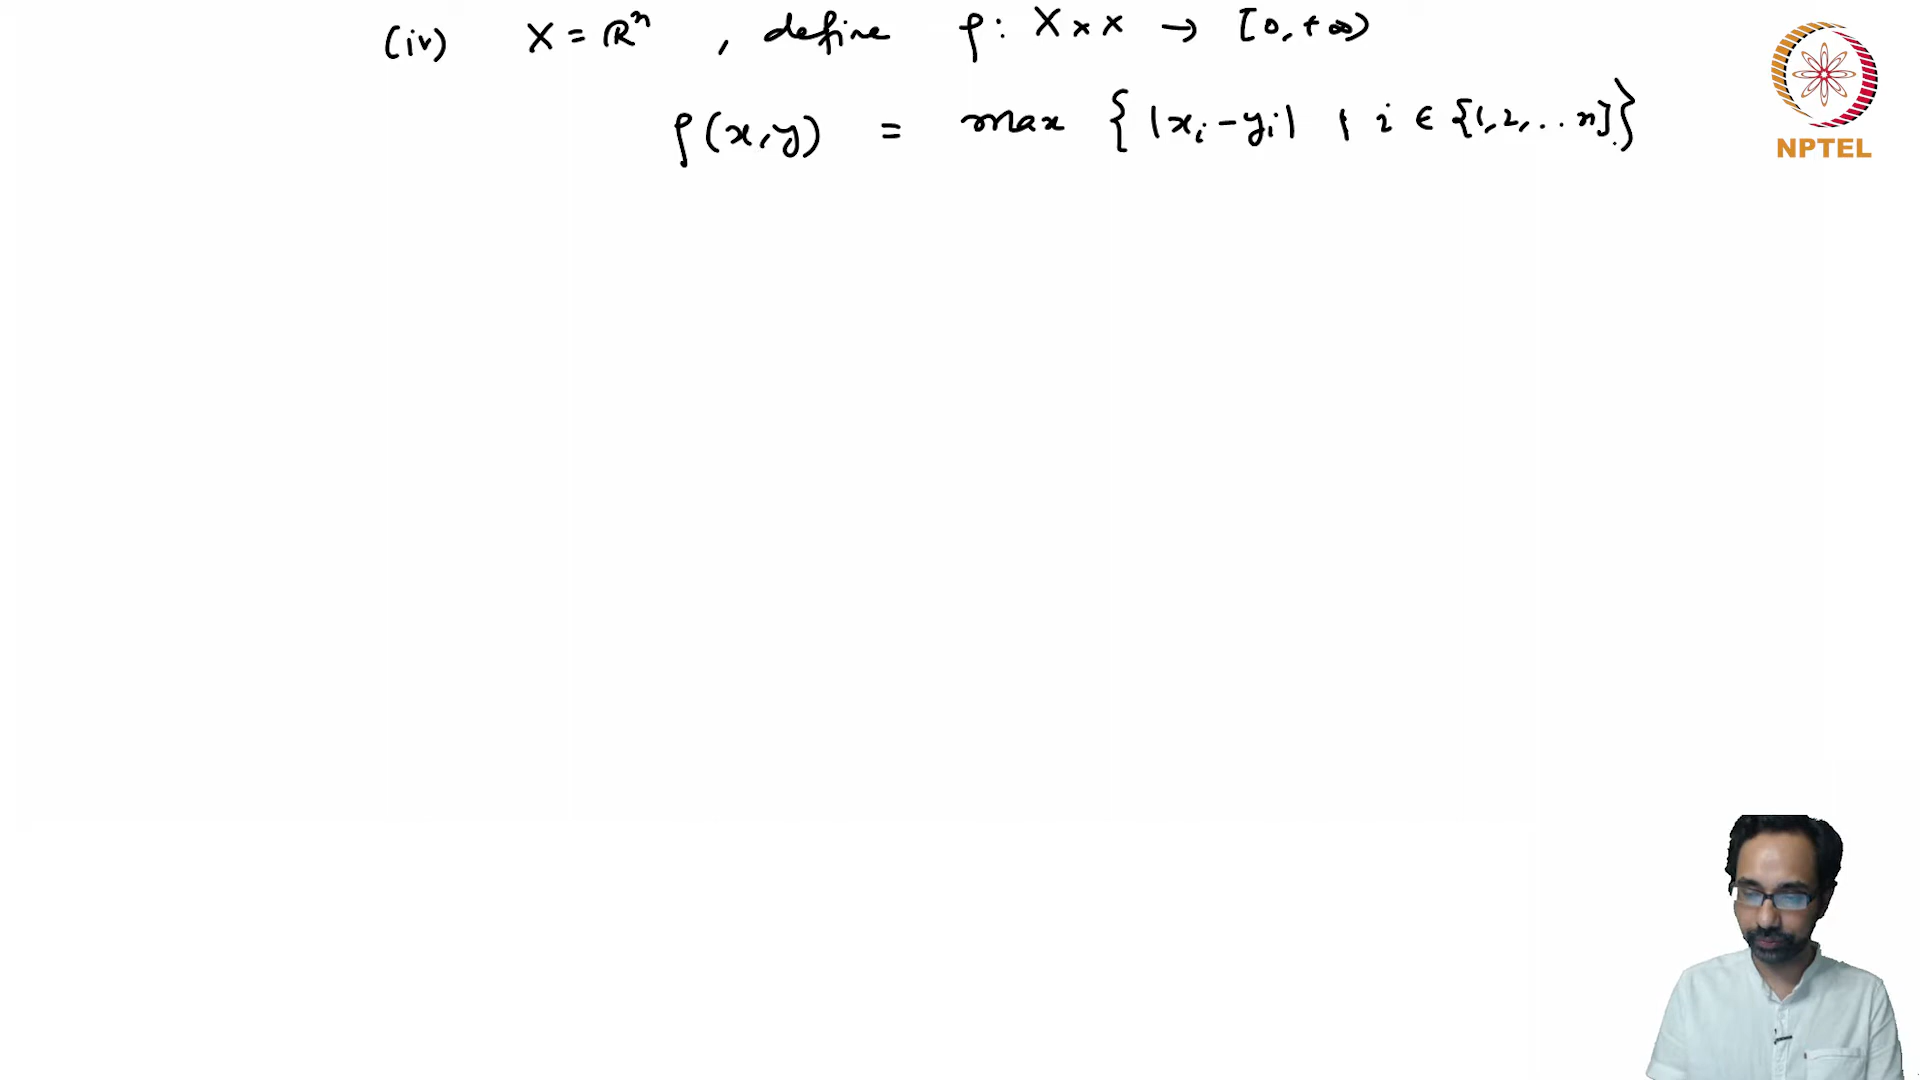 (iv) X = ℝⁿ , define ρ : X × X → [0, +∞)
ρ(x,y) = max { |xᵢ - yᵢ| | i ∈ {1,2,..n} }
NPTEL